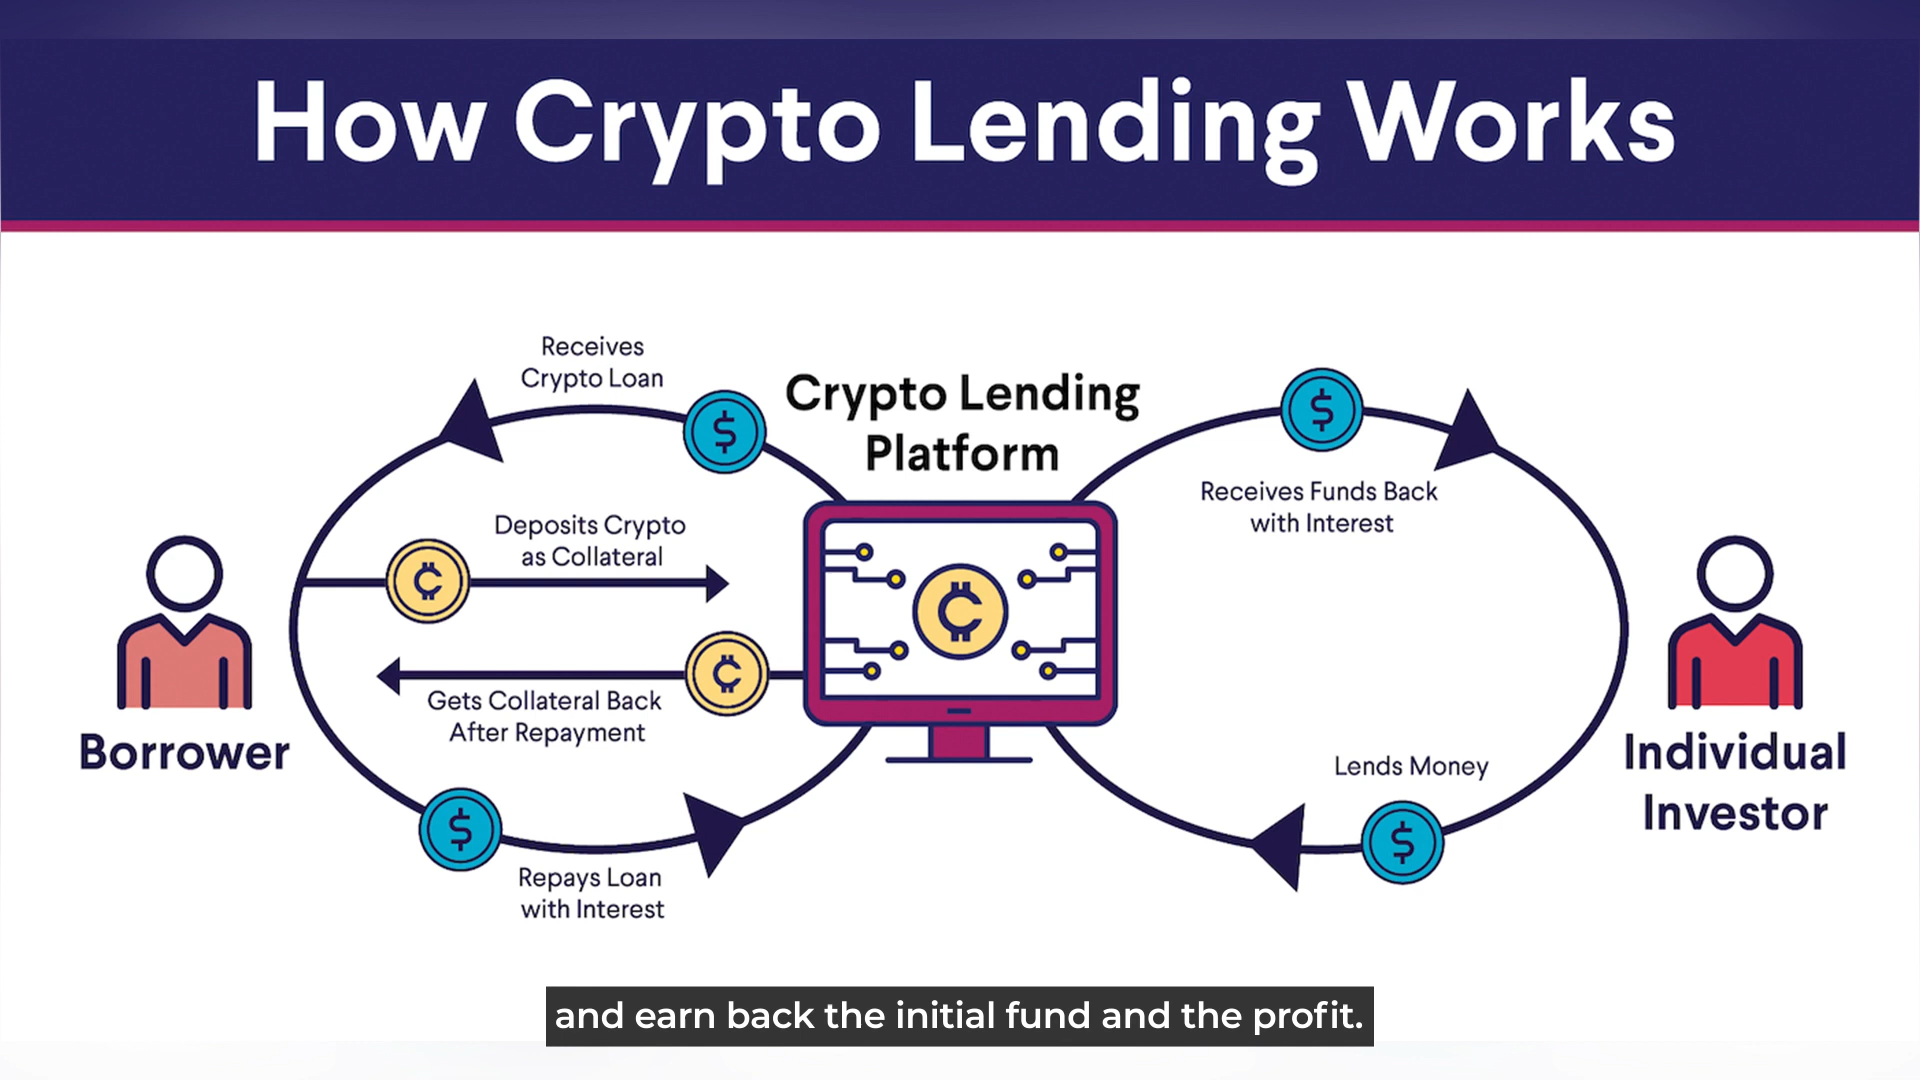 How Crypto Lending Works
Receives
Crypto Loan
Crypto Lending
Platform
Receives Funds Back
with Interest
Deposits Crypto
as Collateral
Gets Collateral Back
After Repayment
Borrower
Individual
Investor
Lends Money
Repays Loan
with Interest
and earn back the initial fund and the profit.